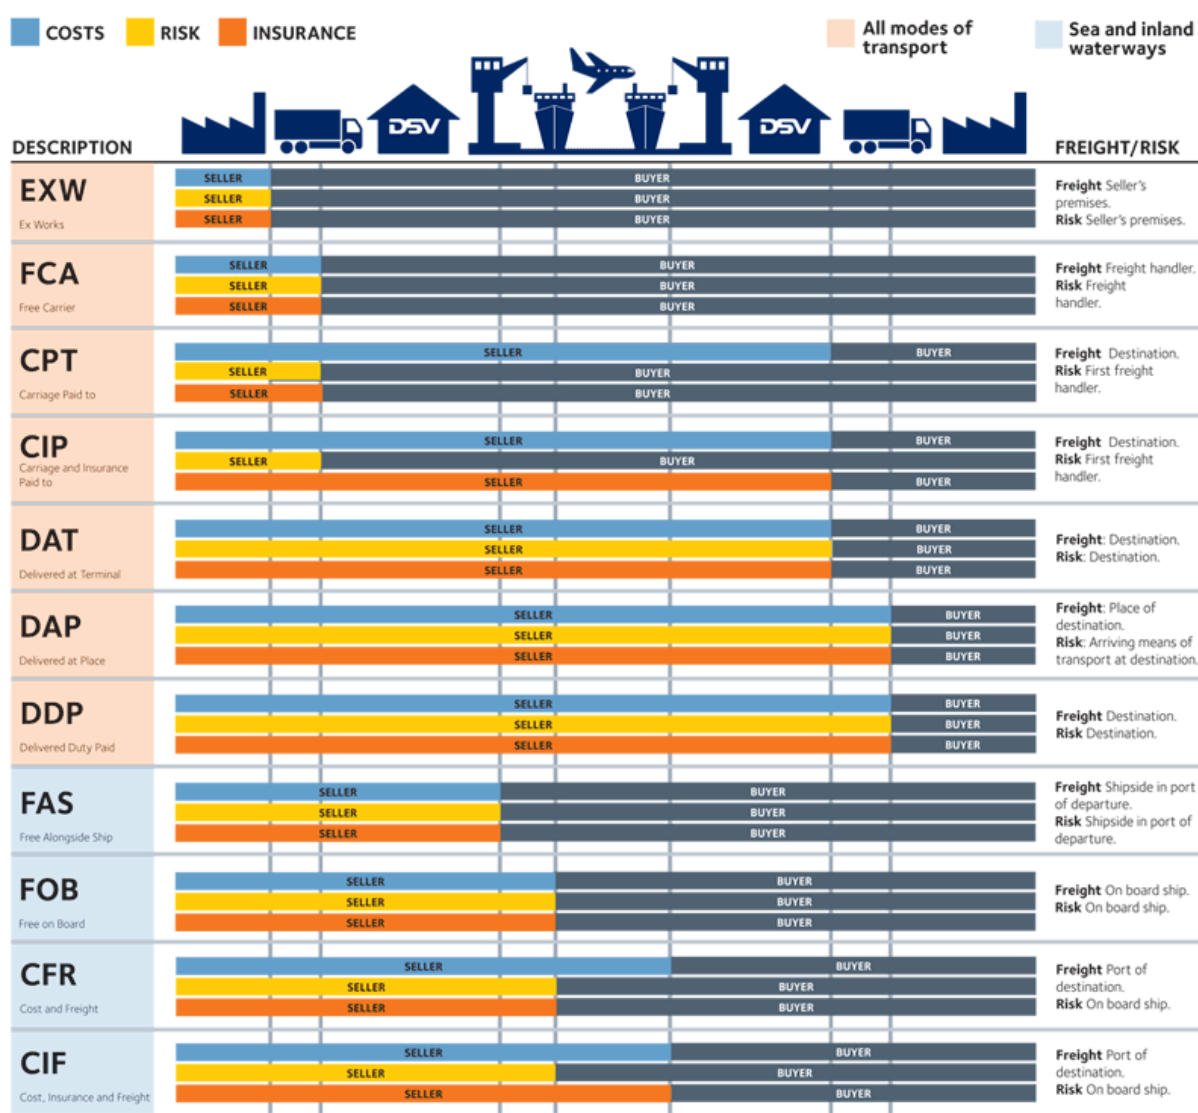 COSTS
RISK
INSURANCE
All modes of
transport
Sea and inland
waterways
DSV
DSV
DESCRIPTION
FREIGHT/RISK
EXW
Ex Works
SELLER
BUYER
SELLER
BUYER
SELLER
BUYER
Freight Seller's
premises.
Risk Seller's premises.
FCA
Free Carrier
SELLER
BUYER
SELLER
BUYER
SELLER
BUYER
Freight Freight handler.
Risk Freight
handler.
CPT
Carriage Paid to
SELLER
BUYER
SELLER
BUYER
SELLER
BUYER
Freight Destination.
Risk First freight
handler.
CIP
Carriage and Insurance
Paid to
SELLER
BUYER
SELLER
BUYER
SELLER
BUYER
Freight Destination.
Risk First freight
handler.
DAT
Delivered at Terminal
SELLER
BUYER
SELLER
BUYER
SELLER
BUYER
Freight: Destination.
Risk: Destination.
DAP
Delivered at Place
SELLER
BUYER
SELLER
BUYER
SELLER
BUYER
Freight: Place of
destination.
Risk: Arriving means of
transport at destination.
DDP
Delivered Duty Paid
SELLER
BUYER
SELLER
BUYER
SELLER
BUYER
Freight Destination.
Risk Destination.
FAS
Free Alongside Ship
SELLER
BUYER
SELLER
BUYER
SELLER
BUYER
Freight Shipside in port
of departure.
Risk Shipside in port of
departure.
FOB
Free on Board
SELLER
BUYER
SELLER
BUYER
SELLER
BUYER
Freight On board ship.
Risk On board ship.
CFR
Cost and Freight
SELLER
BUYER
SELLER
BUYER
SELLER
BUYER
Freight Port of
destination.
Risk On board ship.
CIF
Cost, Insurance and Freight
SELLER
BUYER
SELLER
BUYER
SELLER
BUYER
Freight Port of
destination.
Risk On board ship.